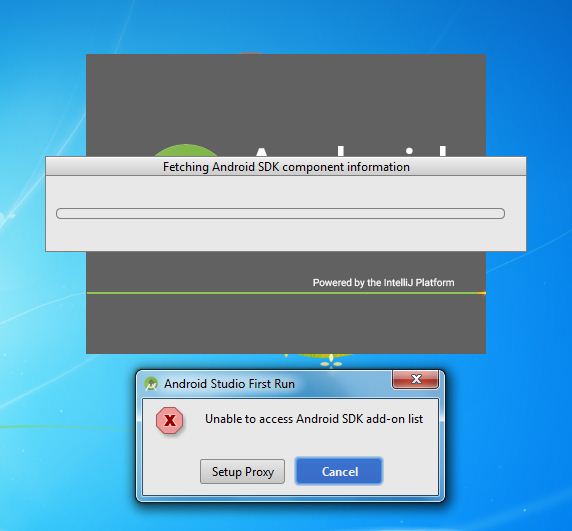 Fetching Android SDK component information
Powered by the IntelliJ Platform
Android Studio First Run
Unable to access Android SDK add-on list
Setup Proxy
Cancel